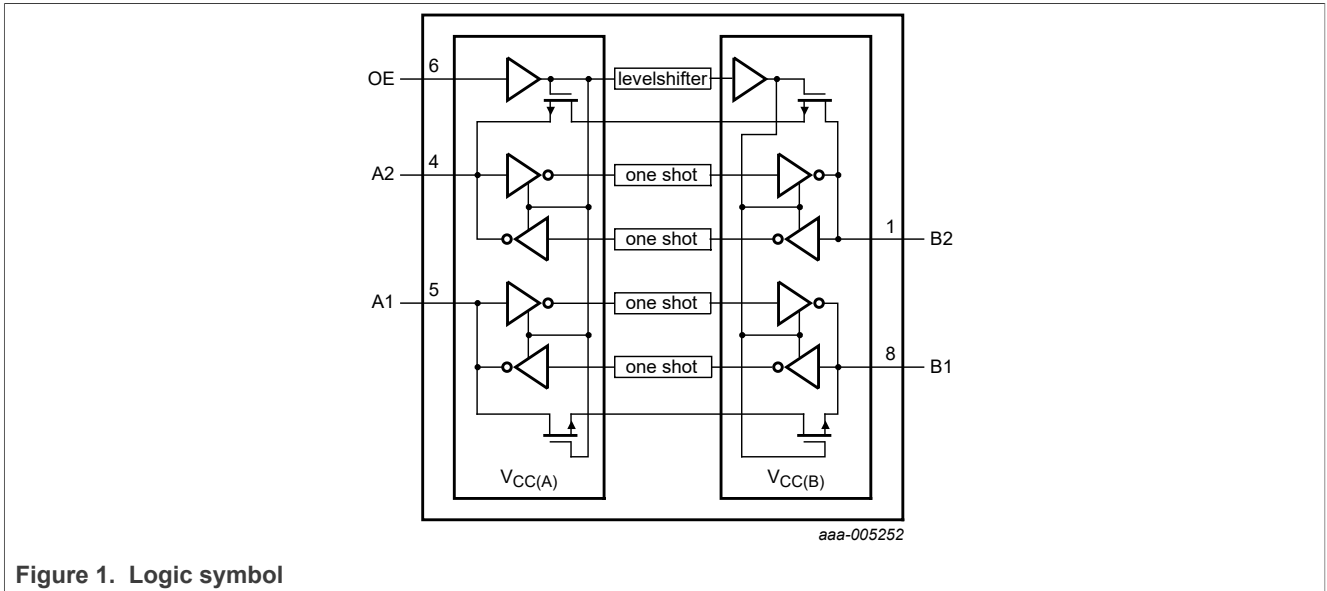 OE
6
levelshifter
A2
4
one shot
one shot
1
B2
A1
5
one shot
one shot
8
B1
VCC(A)
VCC(B)
aaa-005252
Figure 1. Logic symbol